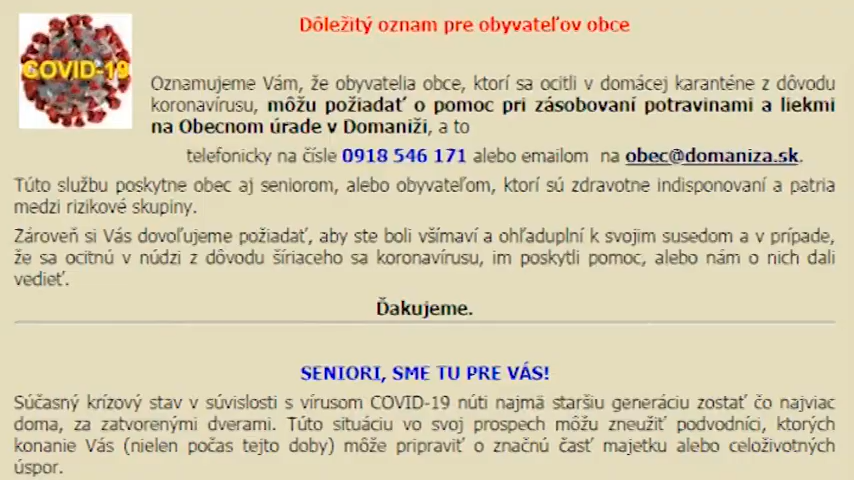 Dôležitý oznam pre obyvateľov obce
COVID-19
Oznamujeme Vám, že obyvatelia obce, ktorí sa ocitli v domácej karanténe z dôvodu
koronavírusu, môžu požiadať o pomoc pri zásobovaní potravinami a liekmi
na Obecnom úrade v Domaniži, a to
telefonicky na čísle 0918 546 171 alebo emailom na obec@domaniza.sk.
Túto službu poskytne obec aj seniorom, alebo obyvateľom, ktorí sú zdravotne indisponovaní a patria
medzi rizikové skupiny.
Zároveň si Vás dovoľujeme požiadať, aby ste boli všímaví a ohľaduplní k svojim susedom a v prípade,
že sa ocitnú v núdzi z dôvodu šíriaceho sa koronavírusu, im poskytli pomoc, alebo nám o nich dali
vedieť.
Ďakujeme.
SENIORI, SME TU PRE VÁS!
Súčasný krízový stav v súvislosti s vírusom COVID-19 núti najmä staršiu generáciu zostať čo najviac
doma, za zatvorenými dverami. Túto situáciu vo svoj prospech môžu zneužiť podvodníci, ktorých
konanie Vás (nielen počas tejto doby) môže pripraviť o značnú časť majetku alebo celoživotných
úspor.